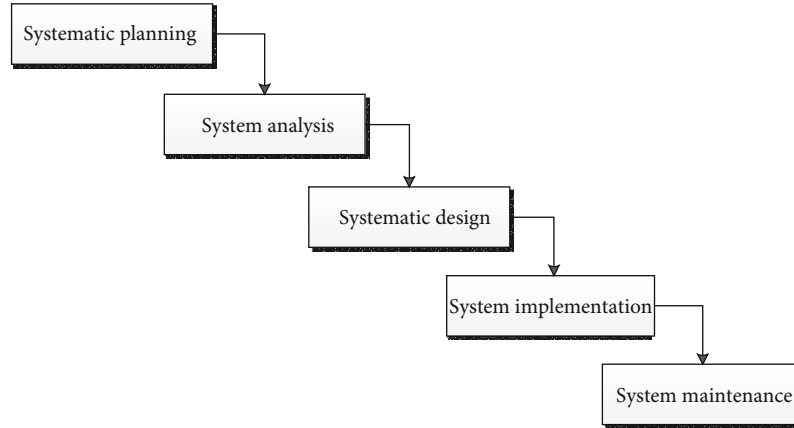 Systematic planning
System analysis
Systematic design
System implementation
System maintenance